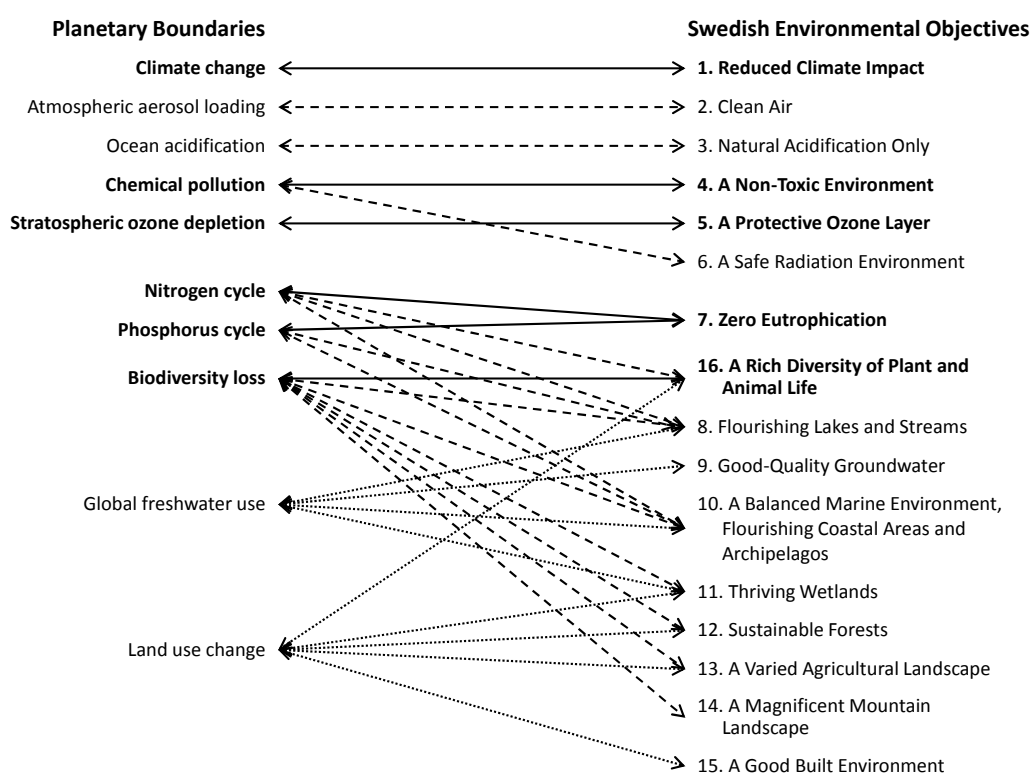 Planetary Boundaries
Swedish Environmental Objectives
Climate change
1. Reduced Climate Impact
Atmospheric aerosol loading
2. Clean Air
Ocean acidification
3. Natural Acidification Only
Chemical pollution
4. A Non-Toxic Environment
Stratospheric ozone depletion
5. A Protective Ozone Layer
6. A Safe Radiation Environment
Nitrogen cycle
7. Zero Eutrophication
Phosphorus cycle
Biodiversity loss
16. A Rich Diversity of Plant and
Animal Life
8. Flourishing Lakes and Streams
9. Good-Quality Groundwater
Global freshwater use
10. A Balanced Marine Environment,
Flourishing Coastal Areas and
Archipelagos
11. Thriving Wetlands
12. Sustainable Forests
Land use change
13. A Varied Agricultural Landscape
14. A Magnificent Mountain
Landscape
15. A Good Built Environment